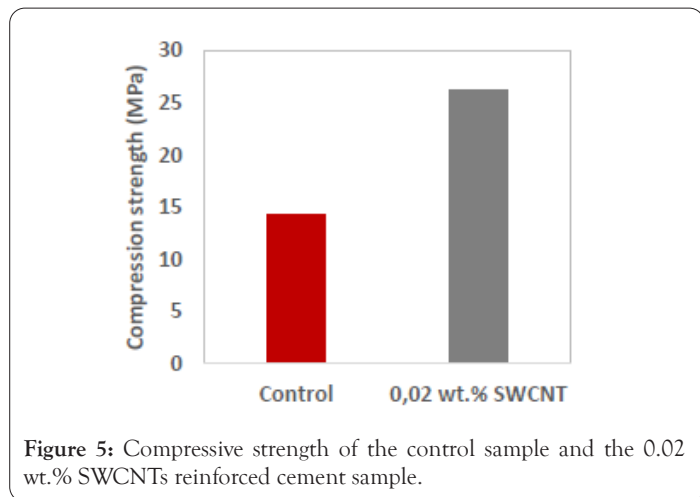 30
25
20
15
10
5
0
Compression strength (MPa)
Control
0,02 wt.% SWCNT
Figure 5: Compressive strength of the control sample and the 0.02
wt.% SWCNTs reinforced cement sample.